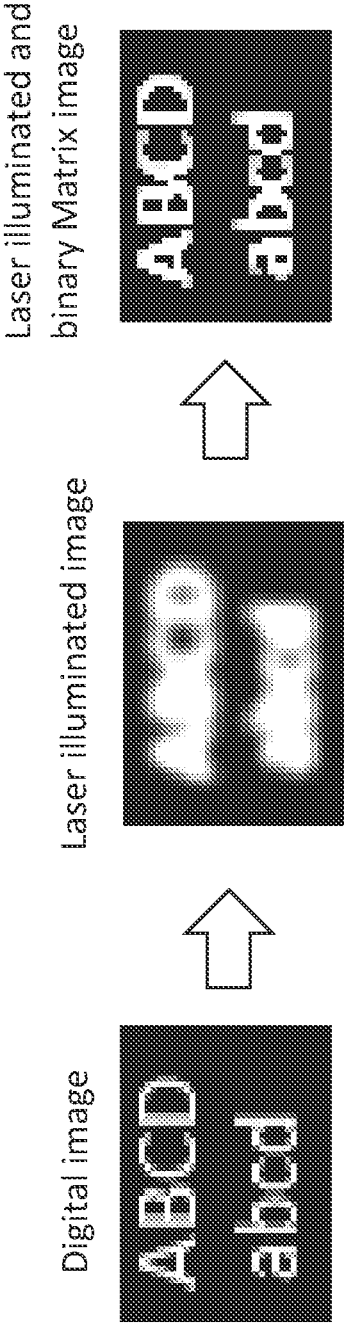 Digital image
ABCD
abcd
Laser illuminated image
Laser illuminated and
binary Matrix image
ABCD
abcd